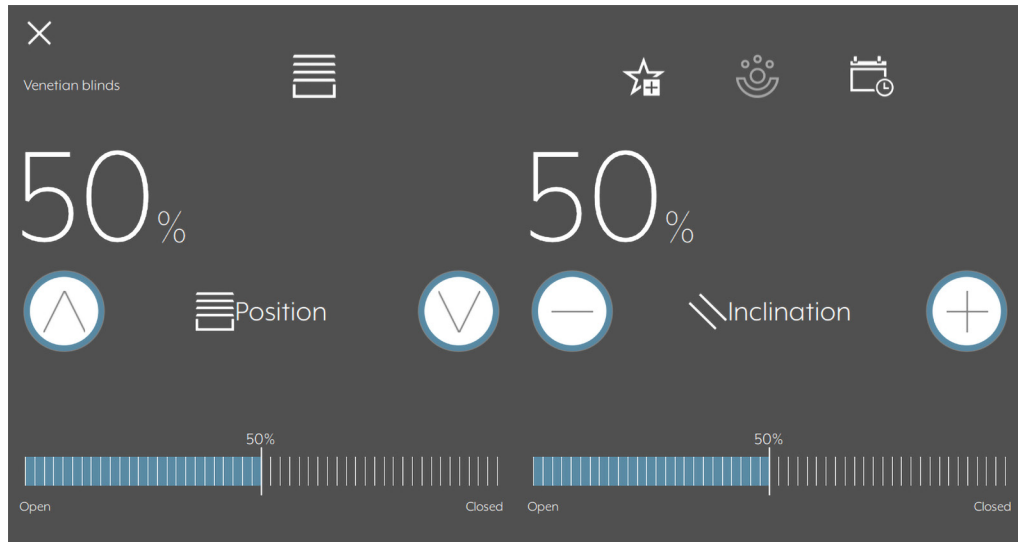 Venetian blinds
50%
50%
Position
Inclination
50%
50%
Open
Closed
Open
Closed